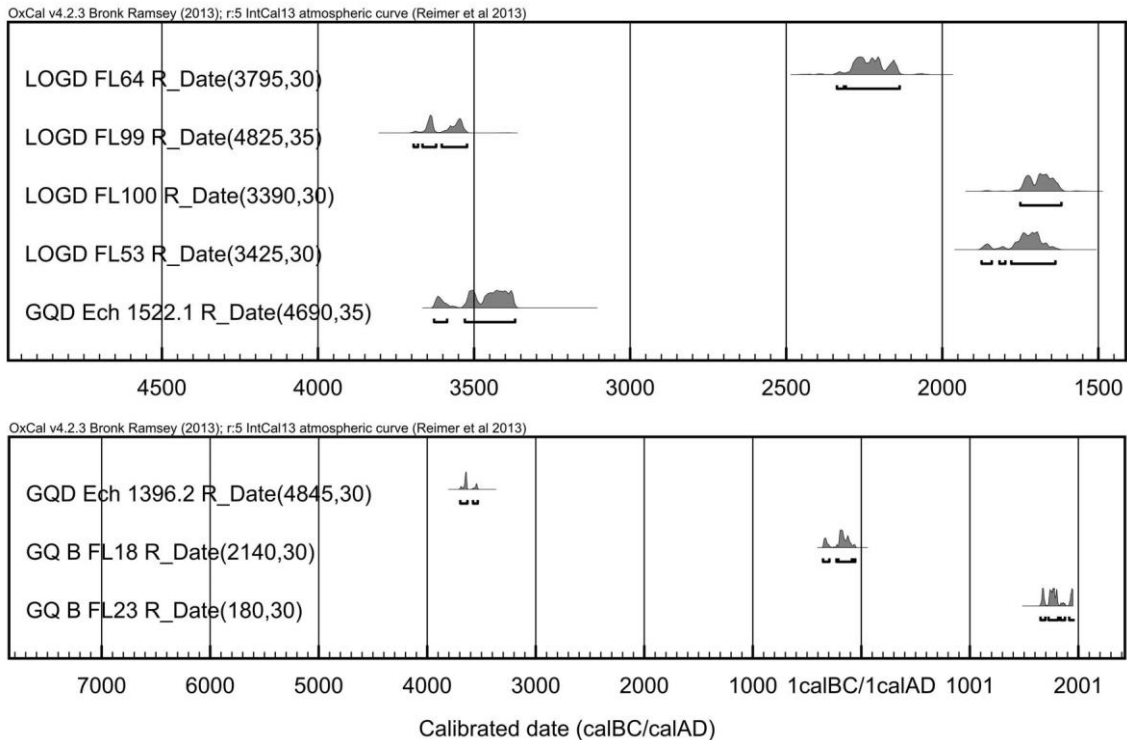 OxCal v4.2.3 Bronk Ramsey (2013); r:5 IntCal13 atmospheric curve (Reimer et al 2013)
LOGD FL64 R_Date(3795,30)
LOGD FL99 R_Date(4825,35)
LOGD FL100 R_Date(3390,30)
LOGD FL53 R_Date(3425,30)
GQD Ech 1522.1 R_Date(4690,35)
4500 4000 3500 3000 2500 2000 1500
OxCal v4.2.3 Bronk Ramsey (2013); r:5 IntCal13 atmospheric curve (Reimer et al 2013)
GQD Ech 1396.2 R_Date(4845,30)
GQ B FL18 R_Date(2140,30)
GQ B FL23 R_Date(180,30)
7000 6000 5000 4000 3000 2000 1000 1calBC/1calAD 1001 2001
Calibrated date (calBC/calAD)